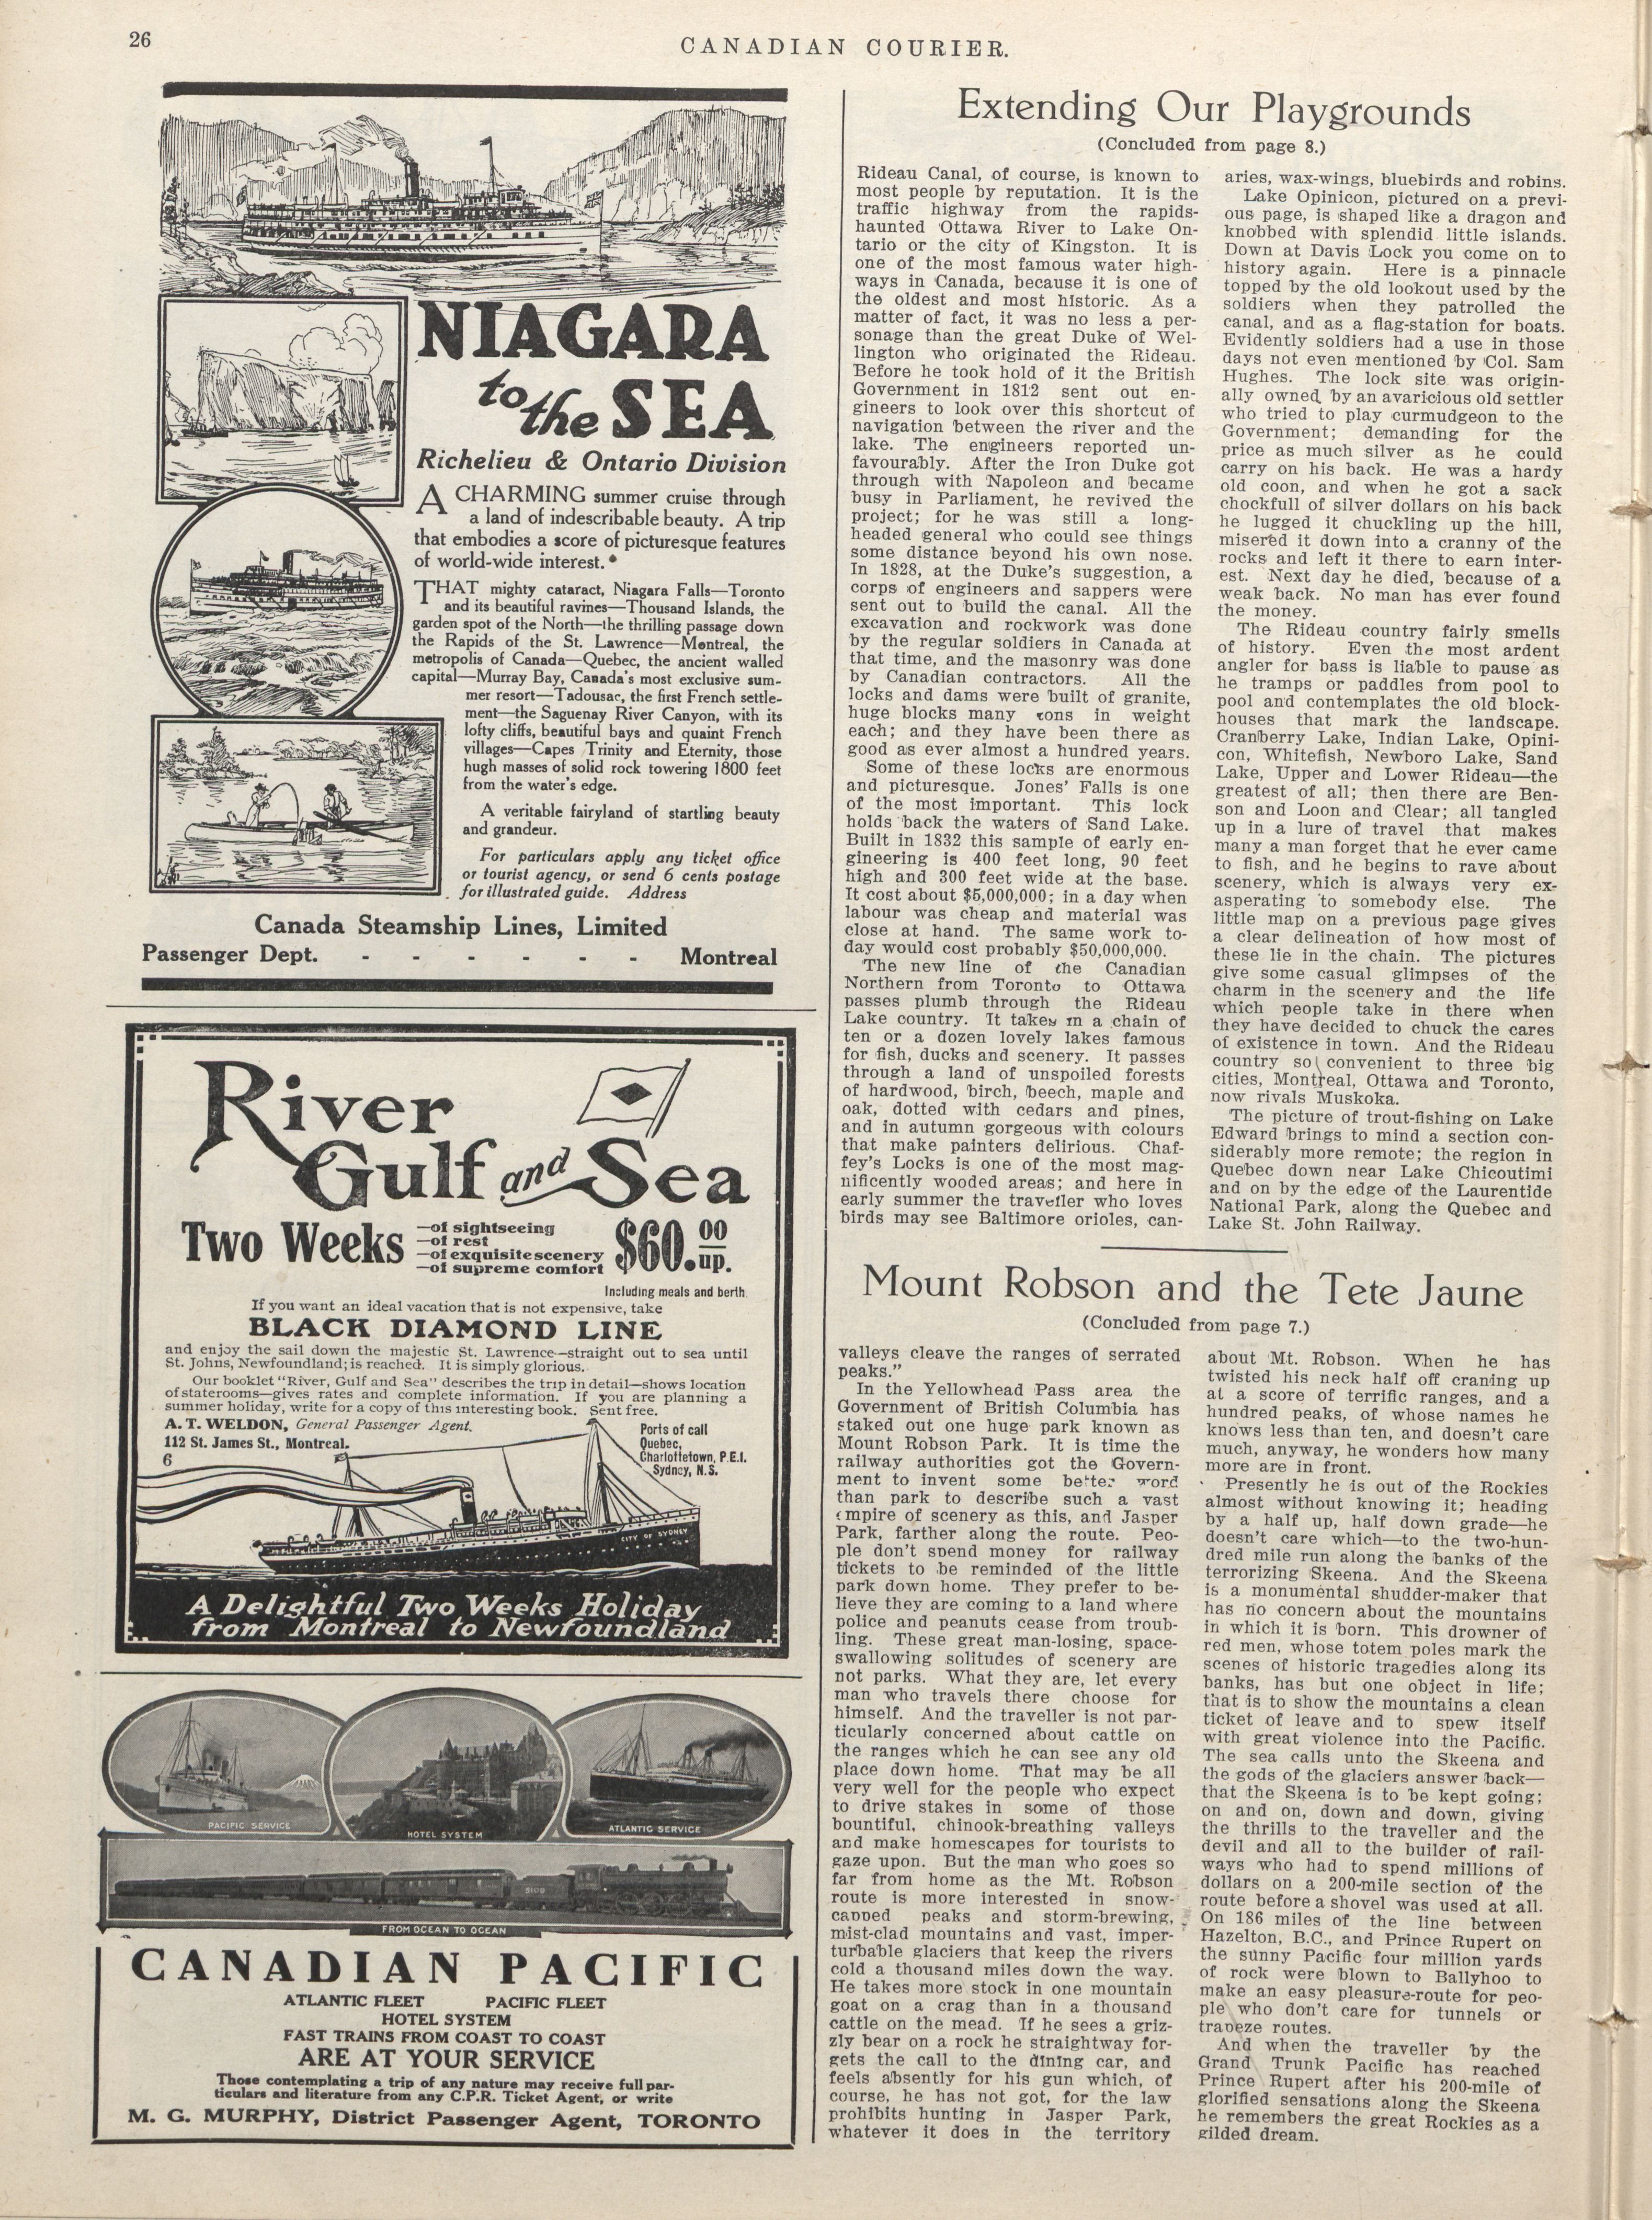 26
CANADIAN COURIER.
NIAGARA
to the SEA
Richelieu & Ontario Division
A CHARMING summer cruise through
a land of indescribable beauty. A trip
that embodies a score of picturesque features
of world-wide interest.
THAT mighty cataract, Niagara Falls—Toronto
and its beautiful ravines—Thousand Islands, the
garden spot of the North—the thrilling passage down
the Rapids of the St. Lawrence—Montreal, the
metropolis of Canada—Quebec, the ancient walled
capital—Murray Bay, Canada's most exclusive sum-
mer resort—Tadousac, the first French settle-
ment—the Saguenay River Canyon, with its
lofty cliffs, beautiful bays and quaint French
villages—Capes Trinity and Eternity, those
hugh masses of solid rock towering 1800 feet
from the water's edge.
A veritable fairyland of startling beauty
and grandeur.
For particulars apply any ticket office
or tourist agency, or send 6 cents postage
for illustrated guide. Address
Canada Steamship Lines, Limited
Passenger Dept. - - - - - - Montreal
River
Gulf and Sea
Two Weeks
—of sightseeing
—of rest
—of exquisite scenery
—of supreme comfort
$60.00 up.
Including meals and berth
If you want an ideal vacation that is not expensive, take
BLACK DIAMOND LINE
and enjoy the sail down the majestic St. Lawrence—straight out to sea until
St. Johns, Newfoundland; is reached. It is simply glorious.
Our booklet "River, Gulf and Sea" describes the trip in detail—shows location
of staterooms—gives rates and complete information. If you are planning a
summer holiday, write for a copy of this interesting book. Sent free.
A. T. WELDON, General Passenger Agent.
112 St. James St., Montreal.
6
Ports of call
Quebec,
Charlottetown, P.E.I.
Sydney, N.S.
CITY OF SYDNEY
A Delightful Two Weeks Holiday
from Montreal to Newfoundland
PACIFIC SERVICE
HOTEL SYSTEM
ATLANTIC SERVICE
5102
FROM OCEAN TO OCEAN
CANADIAN PACIFIC
ATLANTIC FLEET PACIFIC FLEET
HOTEL SYSTEM
FAST TRAINS FROM COAST TO COAST
ARE AT YOUR SERVICE
Those contemplating a trip of any nature may receive full par-
ticulars and literature from any C.P.R. Ticket Agent, or write
M. G. MURPHY, District Passenger Agent, TORONTO
Extending Our Playgrounds
(Concluded from page 8.)
Rideau Canal, of course, is known to
most people by reputation. It is the
traffic highway from the rapids-
haunted Ottawa River to Lake On-
tario or the city of Kingston. It is
one of the most famous water high-
ways in Canada, because it is one of
the oldest and most historic. As a
matter of fact, it was no less a per-
sonage than the great Duke of Wel-
lington who originated the Rideau.
Before he took hold of it the British
Government in 1812 sent out en-
gineers to look over this shortcut of
navigation between the river and the
lake. The engineers reported un-
favourably. After the Iron Duke got
through with Napoleon and became
busy in Parliament, he revived the
project; for he was still a long-
headed general who could see things
some distance beyond his own nose.
In 1828, at the Duke's suggestion, a
corps of engineers and sappers were
sent out to build the canal. All the
excavation and rockwork was done
by the regular soldiers in Canada at
that time, and the masonry was done
by Canadian contractors. All the
locks and dams were built of granite,
huge blocks many tons in weight
each; and they have been there as
good as ever almost a hundred years.
Some of these locks are enormous
and picturesque. Jones' Falls is one
of the most important. This lock
holds back the waters of Sand Lake.
Built in 1832 this sample of early en-
gineering is 400 feet long, 90 feet
high and 300 feet wide at the base.
It cost about $5,000,000; in a day when
labour was cheap and material was
close at hand. The same work to-
day would cost probably $50,000,000.
The new line of the Canadian
Northern from Toronto to Ottawa
passes plumb through the Rideau
Lake country. It takes in a chain of
ten or a dozen lovely lakes famous
for fish, ducks and scenery. It passes
through a land of unspoiled forests
of hardwood, birch, beech, maple and
oak, dotted with cedars and pines,
and in autumn gorgeous with colours
that make painters delirious. Chaf-
fey's Locks is one of the most mag-
nificently wooded areas; and here in
early summer the traveller who loves
birds may see Baltimore orioles, can-
aries, wax-wings, bluebirds and robins.
Lake Opinicon, pictured on a previ-
ous page, is shaped like a dragon and
knobbed with splendid little islands.
Down at Davis Lock you come on to
history again. Here is a pinnacle
topped by the old lookout used by the
soldiers when they patrolled the
canal, and as a flag-station for boats.
Evidently soldiers had a use in those
days not even mentioned by Col. Sam
Hughes. The lock site was origin-
ally owned by an avaricious old settler
who tried to play curmudgeon to the
Government; demanding for the
price as much silver as he could
carry on his back. He was a hardy
old coon, and when he got a sack
chockfull of silver dollars on his back
he lugged it chuckling up the hill,
misered it down into a cranny of the
rocks and left it there to earn inter-
est. Next day he died, because of a
weak back. No man has ever found
the money.
The Rideau country fairly smells
of history. Even the most ardent
angler for bass is liable to pause as
he tramps or paddles from pool to
pool and contemplates the old block-
houses that mark the landscape.
Cranberry Lake, Indian Lake, Opini-
con, Whitefish, Newboro Lake, Sand
Lake, Upper and Lower Rideau—the
greatest of all; then there are Ben-
son and Loon and Clear; all tangled
up in a lure of travel that makes
many a man forget that he ever came
to fish, and he begins to rave about
scenery, which is always very ex-
asperating to somebody else. The
little map on a previous page gives
a clear delineation of how most of
these lie in the chain. The pictures
give some casual glimpses of the
charm in the scenery and the life
which people take in there when
they have decided to chuck the cares
of existence in town. And the Rideau
country so convenient to three big
cities, Montreal, Ottawa and Toronto,
now rivals Muskoka.
The picture of trout-fishing on Lake
Edward brings to mind a section con-
siderably more remote; the region in
Quebec down near Lake Chicoutimi
and on by the edge of the Laurentide
National Park, along the Quebec and
Lake St. John Railway.
Mount Robson and the Tete Jaune
(Concluded from page 7.)
valleys cleave the ranges of serrated
peaks."
In the Yellowhead Pass area the
Government of British Columbia has
staked out one huge park known as
Mount Robson Park. It is time the
railway authorities got the Govern-
ment to invent some better word
than park to describe such a vast
empire of scenery as this, and Jasper
Park, farther along the route. Peo-
ple don't spend money for railway
tickets to be reminded of the little
park down home. They prefer to be-
lieve they are coming to a land where
police and peanuts cease from troub-
ling. These great man-losing, space-
swallowing solitudes of scenery are
not parks. What they are, let every
man who travels there choose for
himself. And the traveller is not par-
ticularly concerned about cattle on
the ranges which he can see any old
place down home. That may be all
very well for the people who expect
to drive stakes in some of those
bountiful, chinook-breathing valleys
and make homescapes for tourists to
gaze upon. But the man who goes so
far from home as the Mt. Robson
route is more interested in snow-
capped peaks and storm-brewing,
mist-clad mountains and vast, imper-
turbable glaciers that keep the rivers
cold a thousand miles down the way.
He takes more stock in one mountain
goat on a crag than in a thousand
cattle on the mead. If he sees a griz-
zly bear on a rock he straightway for-
gets the call to the dining car, and
feels absently for his gun which, of
course, he has not got, for the law
prohibits hunting in Jasper Park,
whatever it does in the territory
about Mt. Robson. When he has
twisted his neck half off craning up
at a score of terrific ranges, and a
hundred peaks, of whose names he
knows less than ten, and doesn't care
much, anyway, he wonders how many
more are in front.
Presently he is out of the Rockies
almost without knowing it; heading
by a half up, half down grade—he
doesn't care which—to the two-hun-
dred mile run along the banks of the
terrorizing Skeena. And the Skeena
is a monumental shudder-maker that
has no concern about the mountains
in which it is born. This drowner of
red men, whose totem poles mark the
scenes of historic tragedies along its
banks, has but one object in life;
that is to show the mountains a clean
ticket of leave and to spew itself
with great violence into the Pacific.
The sea calls unto the Skeena and
the gods of the glaciers answer back—
that the Skeena is to be kept going;
on and on, down and down, giving
the thrills to the traveller and the
devil and all to the builder of rail-
ways who had to spend millions of
dollars on a 200-mile section of the
route before a shovel was used at all.
On 186 miles of the line between
Hazelton, B.C., and Prince Rupert on
the sunny Pacific four million yards
of rock were blown to Ballyhoo to
make an easy pleasure-route for peo-
ple who don't care for tunnels or
trapeze routes.
And when the traveller by the
Grand Trunk Pacific has reached
Prince Rupert after his 200-mile of
glorified sensations along the Skeena
he remembers the great Rockies as a
gilded dream.